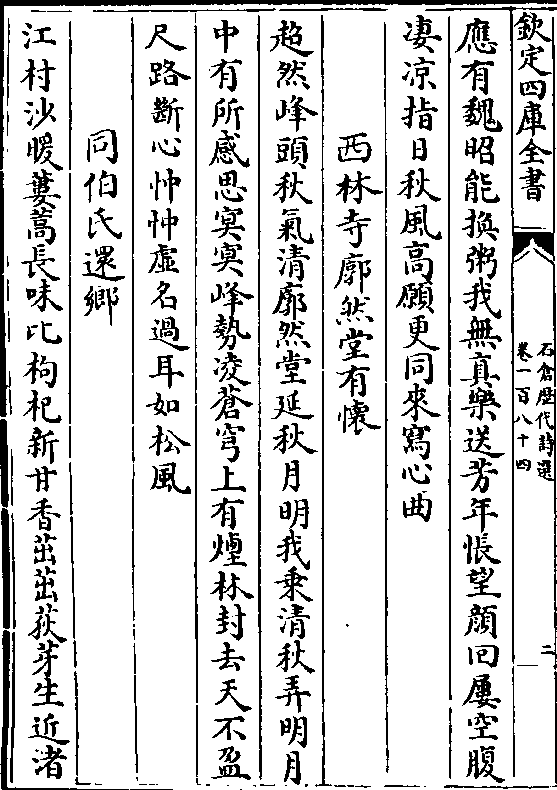 欽定四庫全書
石倉歷代詩選
卷一百八十四
二
應有魏昭能換粥我無真樂送芳年悵望顔回屢空腹
凄凉指日秋風高願更同來寫心曲
西林寺廓然堂有懷
超然峰頭秋氣清廓然堂延秋月明我乗清秋弄明月
中有所感思冥冥峰勢凌蒼穹上有煙林封去天不盈
尺路斷心忡忡虛名過耳如松風
同伯氏還鄉
江村沙暖蔞蒿長味比枸杞新甘香茁茁荻芽生近渚